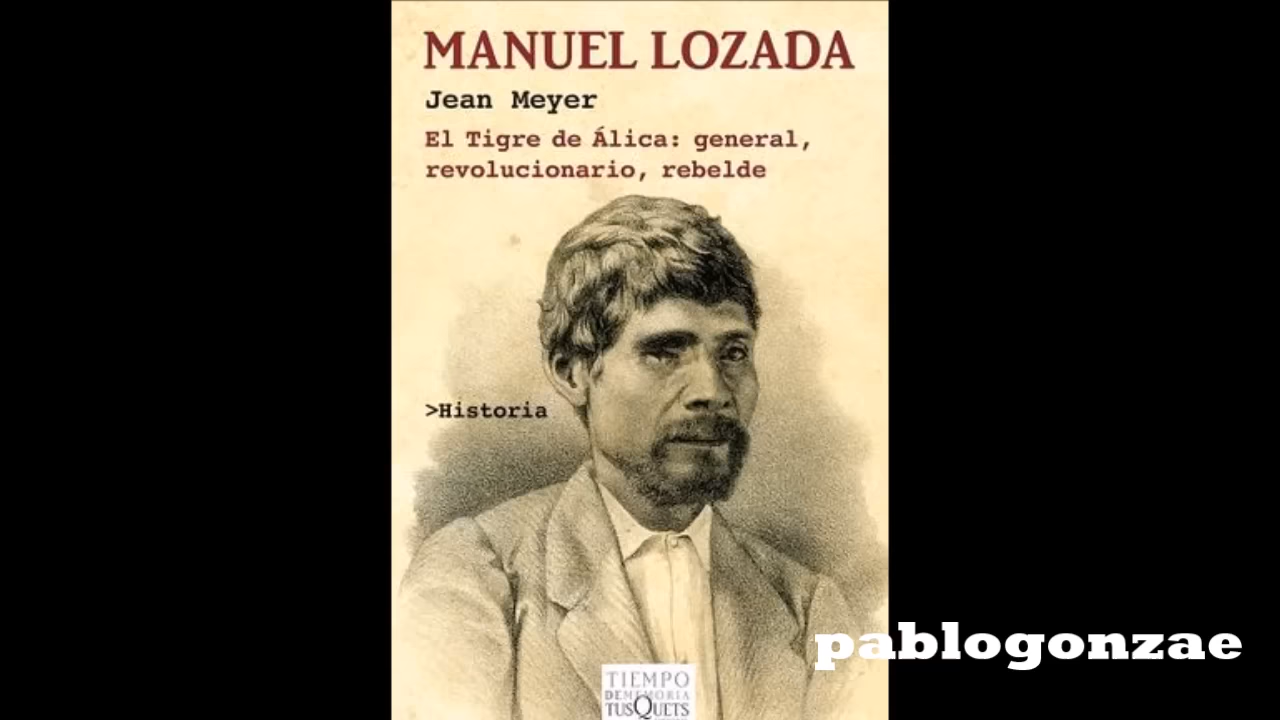 MANUEL LOZADA
Jean Meyer
El Tigre de Álica: general,
revolucionario, rebelde
>Historia
pablogonzae
TIEMPO
DE MEMORIA
TUSQUETS